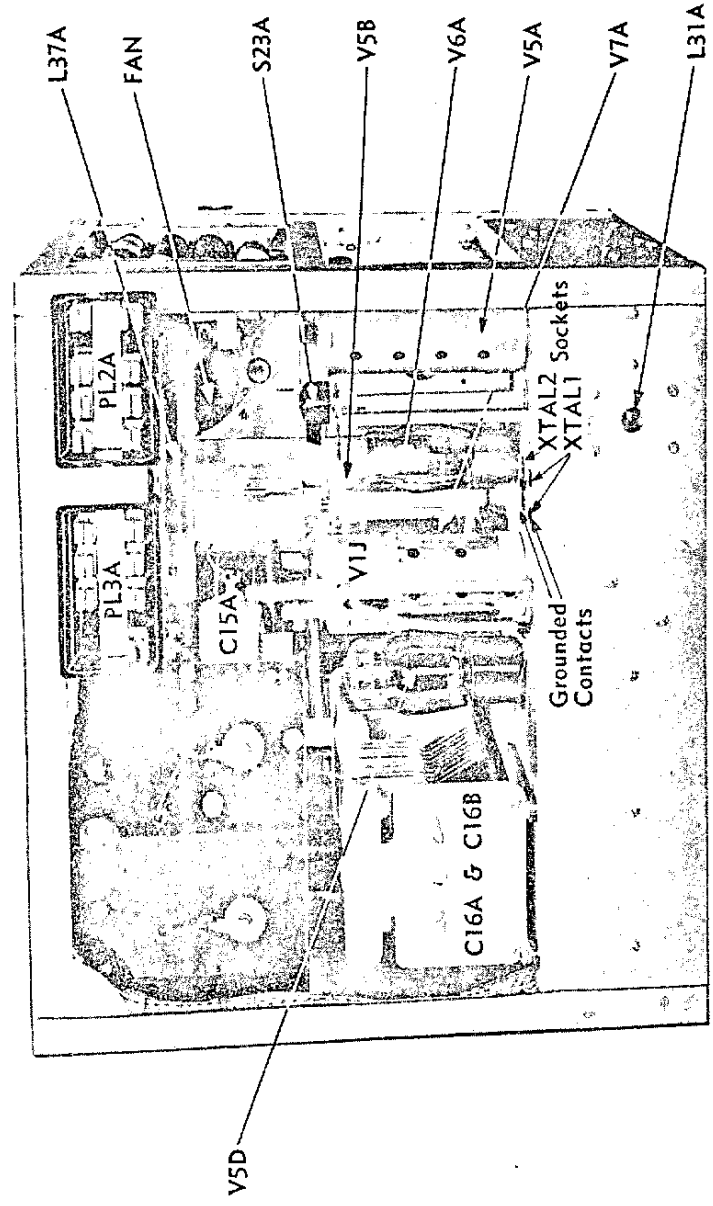 L37A
FAN
S23A
V5B
V6A
V5A
V7A
L31A
PL2A
PL3A
C15A
V1J
XTAL2
XTAL1
Sockets
Grounded
Contacts
C16A & C16B
V5D